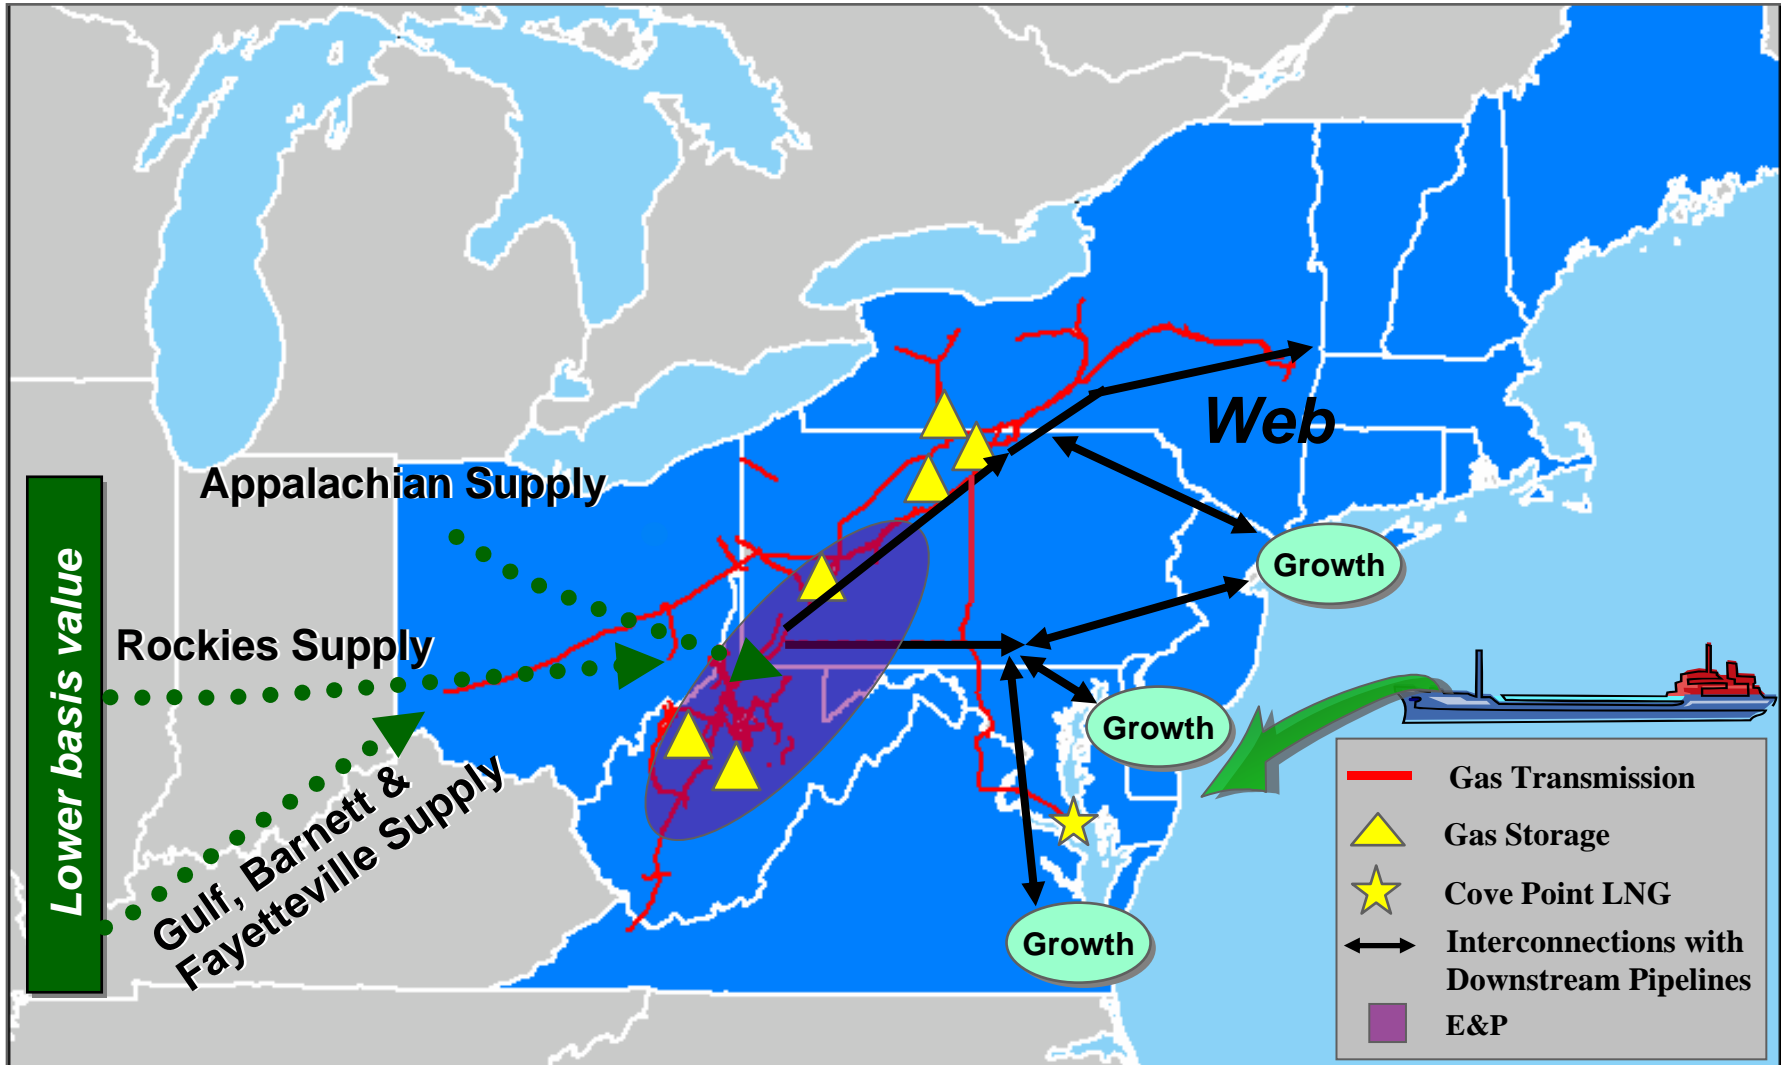 Web
Appalachian Supply
Growth
Rockies Supply
Lower basis value
Growth
Gulf, Barnett &
Fayetteville Supply
Growth
Gas Transmission
Gas Storage
Cove Point LNG
Interconnections with
Downstream Pipelines
E&P